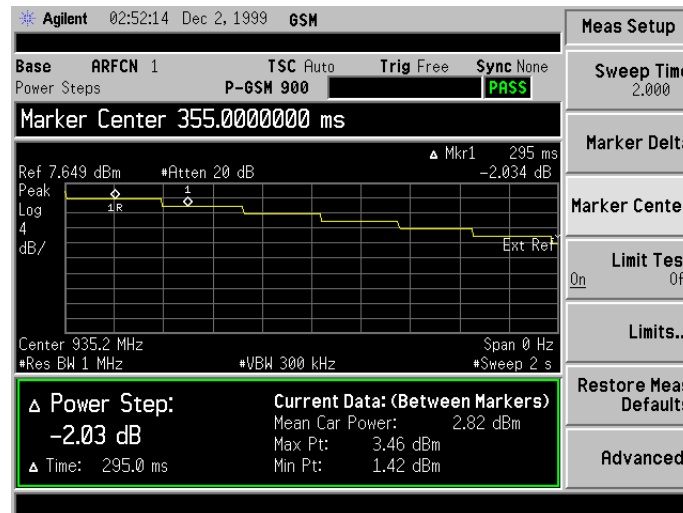 Agilent 02:52:14 Dec 2, 1999 GSM
Meas Setup
Base ARFCN 1 TSC Auto Trig Free Sync None
Power Steps P-GSM 900 PASS
Sweep Time
2.000
Marker Center 355.0000000 ms
Marker Delt
Δ Mkr1 295 ms
Ref 7.649 dBm #Atten 20 dB -2.034 dB
Peak
Log
4
dB/
1R
1
Ext Ref
Marker Cente
Limit Tes
On Of
Center 935.2 MHz Span 0 Hz
#Res BW 1 MHz #VBW 300 kHz #Sweep 2 s
Limits..
Δ Power Step:
-2.03 dB
Δ Time: 295.0 ms
Current Data: (Between Markers)
Mean Car Power: 2.82 dBm
Max Pt: 3.46 dBm
Min Pt: 1.42 dBm
Restore Mea
Default
Advanced